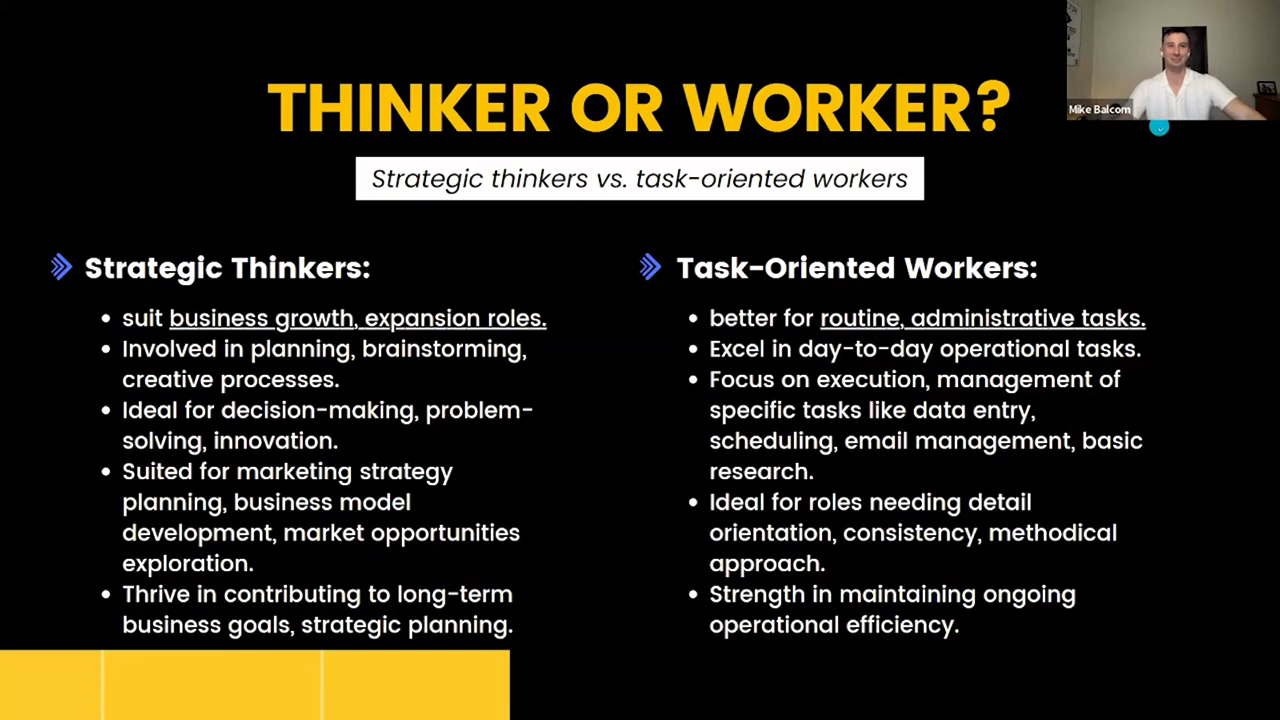 THINKER OR WORKER?
Mike Balcom
Strategic thinkers vs. task-oriented workers
Strategic Thinkers:
• suit business growth, expansion roles.
• Involved in planning, brainstorming,
creative processes.
• Ideal for decision-making, problem-
solving, innovation.
• Suited for marketing strategy
planning, business model
development, market opportunities
exploration.
• Thrive in contributing to long-term
business goals, strategic planning.
Task-Oriented Workers:
• better for routine, administrative tasks.
• Excel in day-to-day operational tasks.
• Focus on execution, management of
specific tasks like data entry,
scheduling, email management, basic
research.
• Ideal for roles needing detail
orientation, consistency, methodical
approach.
• Strength in maintaining ongoing
operational efficiency.